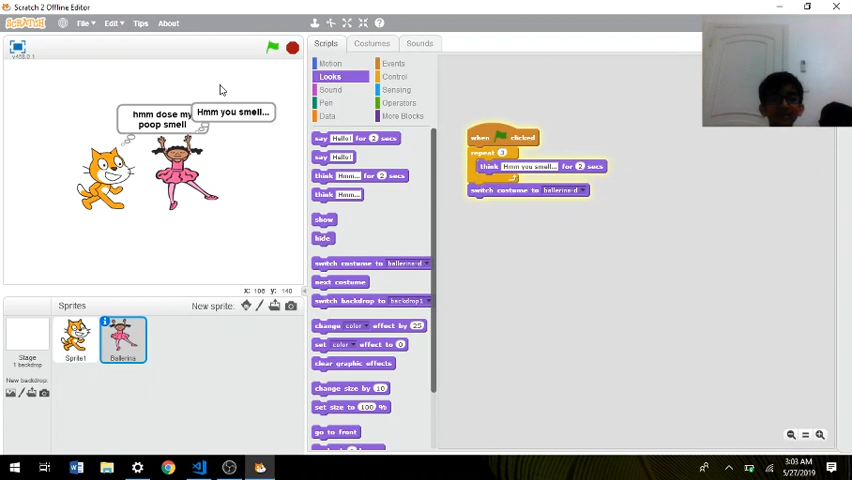 Scratch 2 Offline Editor
SCRATCH File Edit Tips About
v458.0.1
hmm dose my
poop smell
Hmm you smell...
X: 106 y: 140
Sprites New sprite:
Stage
1 backdrop
New backdrop:
Sprite1
Ballerina
Scripts Costumes Sounds
Motion Events
Looks Control
Sound Sensing
Pen Operators
Data More Blocks
say Hello! for 2 secs
say Hello!
think Hmm... for 2 secs
think Hmm...
show
hide
switch costume to ballerina-d
next costume
switch backdrop to backdrop1
change color effect by 25
set color effect to 0
clear graphic effects
change size by 10
set size to 100 %
go to front
when clicked
repeat 3
think Hmm you smell... for 2 secs
switch costume to ballerina-d
3:03 AM
5/27/2019